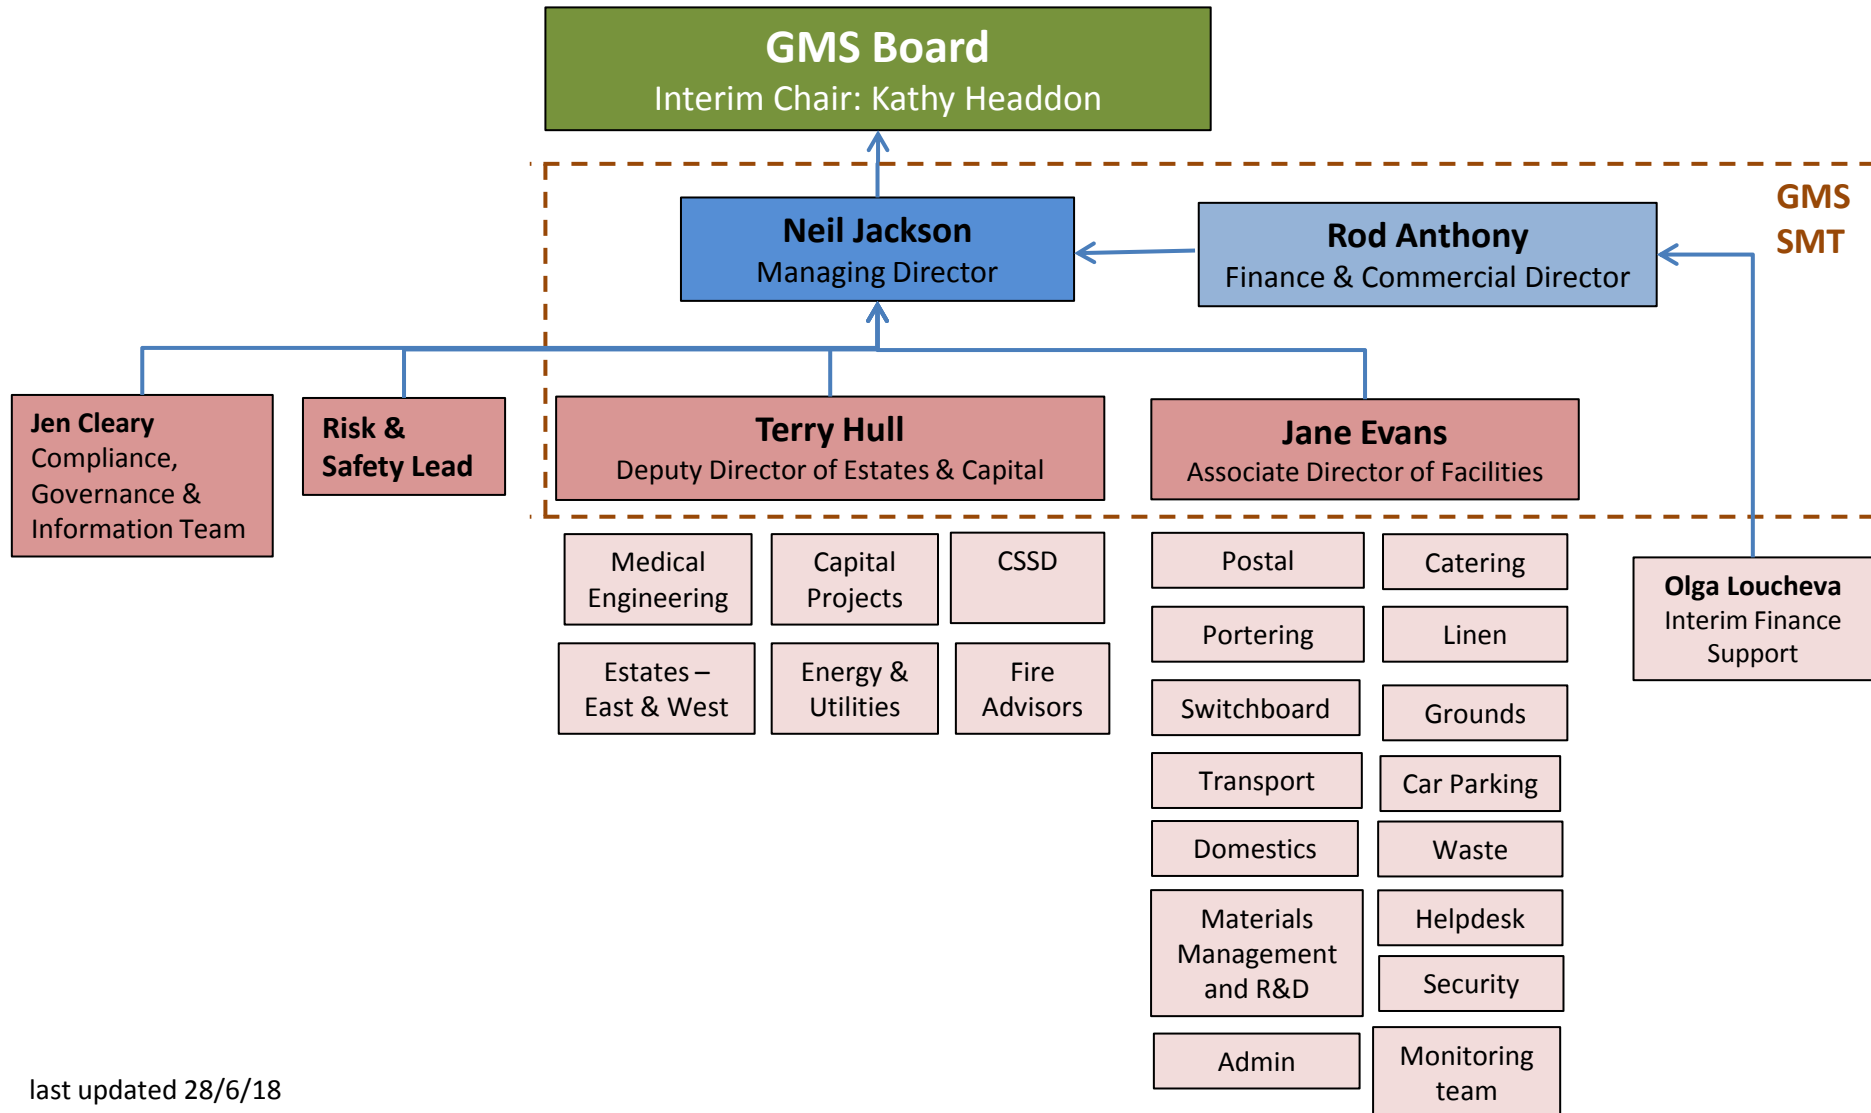 GMS Board
Interim Chair: Kathy Headdon
GMS
SMT
Neil Jackson
Managing Director
Rod Anthony
Finance & Commercial Director
Jen Cleary
Compliance,
Governance &
Information Team
Risk &
Safety Lead
Terry Hull
Deputy Director of Estates & Capital
Jane Evans
Associate Director of Facilities
Medical
Engineering
Capital
Projects
CSSD
Estates –
East & West
Energy &
Utilities
Fire
Advisors
Postal
Catering
Portering
Linen
Switchboard
Grounds
Transport
Car Parking
Domestics
Waste
Materials
Management
and R&D
Helpdesk
Security
Admin
Monitoring
team
Olga Loucheva
Interim Finance
Support
last updated 28/6/18